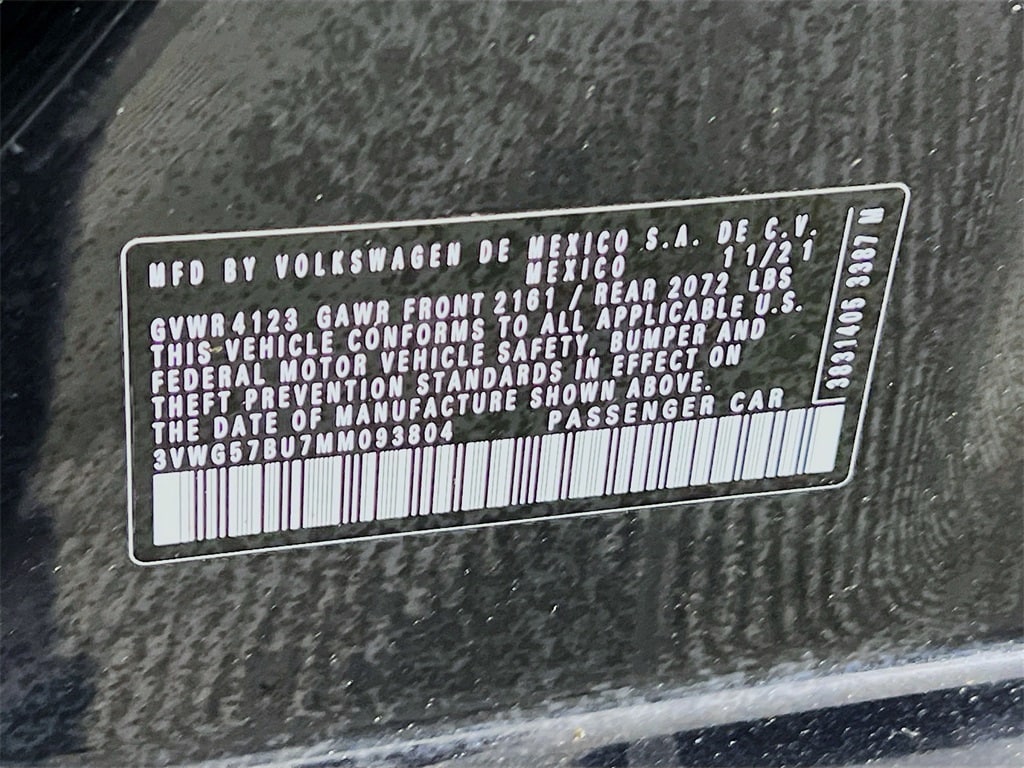 MFD BY VOLKSWAGEN DE MEXICO S.A. DE C.V.
MEXICO 11/21
GVWR 4123 GAWR FRONT 2161 / REAR 2072 LBS
THIS VEHICLE CONFORMS TO ALL APPLICABLE U.S.
FEDERAL MOTOR VEHICLE SAFETY, BUMPER AND
THEFT PREVENTION STANDARDS IN EFFECT ON
THE DATE OF MANUFACTURE SHOWN ABOVE.
3VWG57BU7MM093804 PASSENGER CAR
3831405 3387 N